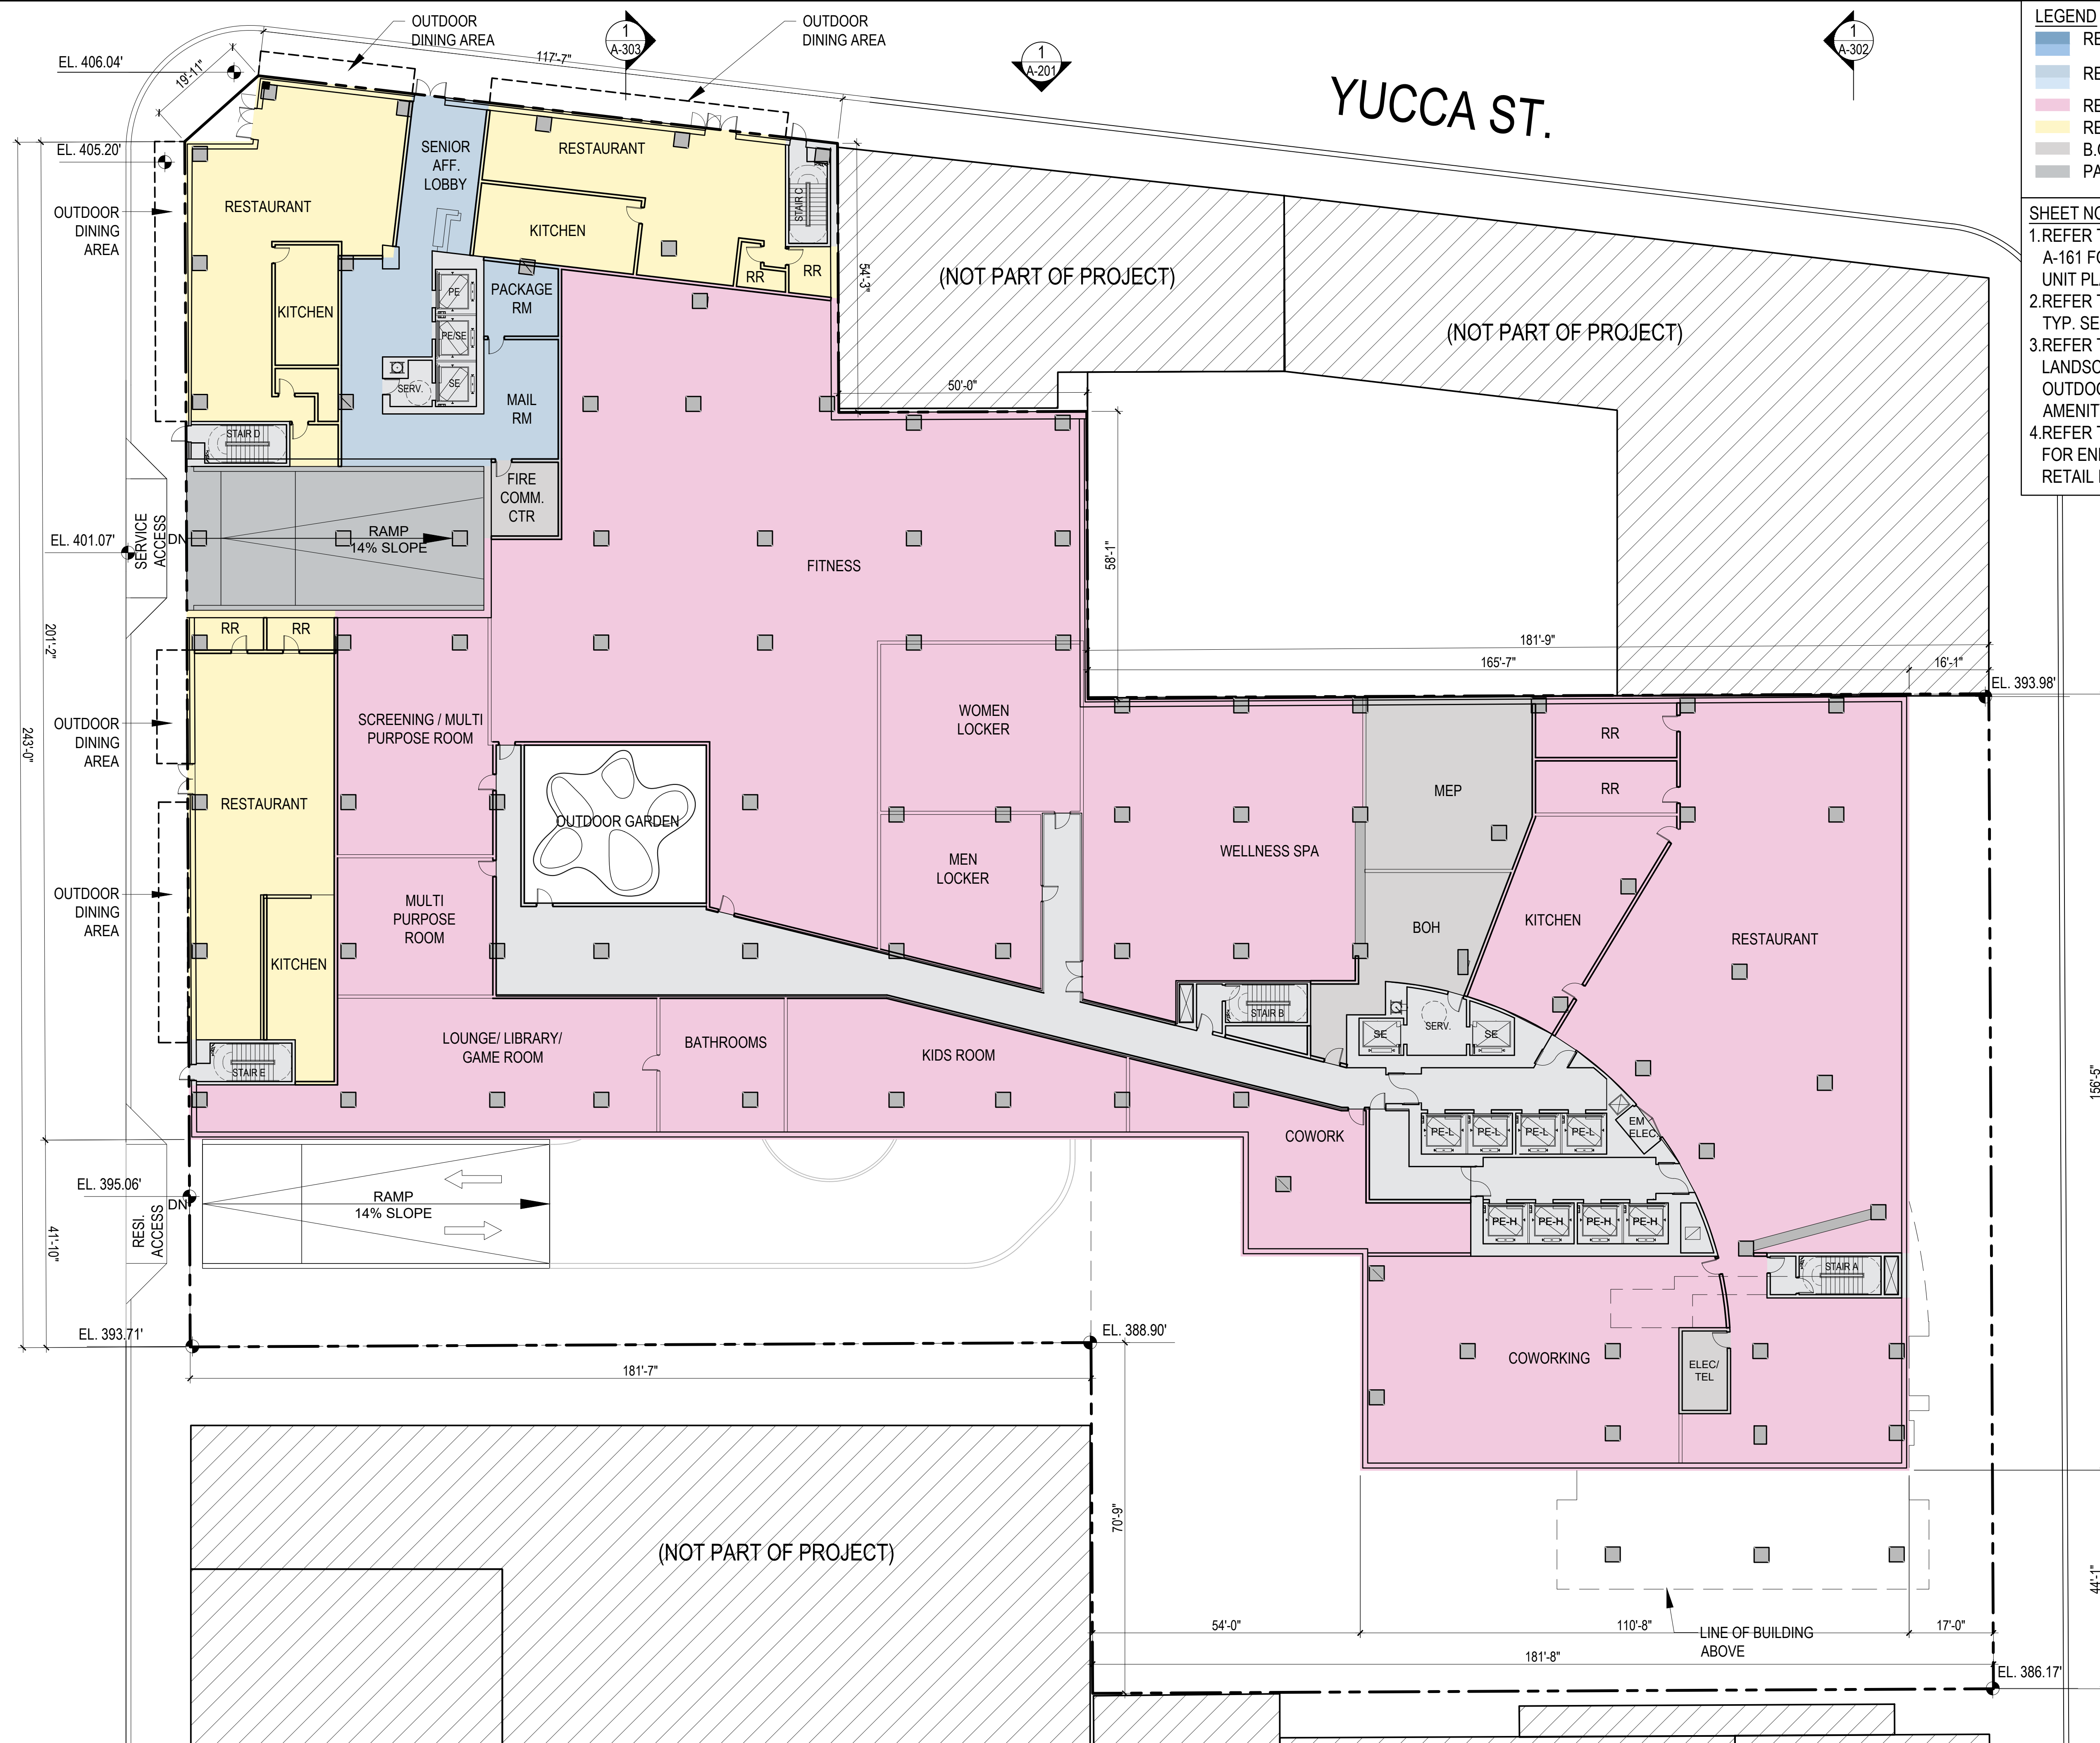 OUTDOOR
DINING AREA
1
A-303
OUTDOOR
DINING AREA
1
A-201
1
A-302
LEGEND
EL. 406.04'
19'-11"
117'-7"
YUCCA ST.
EL. 405.20'
SENIOR
AFF.
LOBBY
RESTAURANT
STAIR C
RESTAURANT
OUTDOOR
DINING
AREA
KITCHEN
RR
RR
54'-3"
(NOT PART OF PROJECT)
(NOT PART OF PROJECT)
SHEET
1.REFER
A-161
2.REFER
TYP.
3.REFER
4.REFER
FOR
RETAIL
KITCHEN
PE
PE/SE
SE
SERV.
PACKAGE
RM
MAIL
RM
50'-0"
STAIR D
FIRE
COMM.
CTR
SERVICE
ACCESS
EL. 401.07'
DN
RAMP
14% SLOPE
FITNESS
58'-1"
201'-2"
243'-0"
RR
RR
181'-9"
165'-7"
16'-1"
EL. 393.98'
OUTDOOR
DINING
AREA
SCREENING / MULTI
PURPOSE ROOM
WOMEN
LOCKER
RR
MEP
RR
RESTAURANT
OUTDOOR GARDEN
WELLNESS SPA
MEN
LOCKER
OUTDOOR
DINING
AREA
MULTI
PURPOSE
ROOM
BOH
KITCHEN
RESTAURANT
KITCHEN
STAIR B
SERV.
SE
SE
LOUNGE/ LIBRARY/
GAME ROOM
BATHROOMS
KIDS ROOM
STAIR E
156'-5"
COWORK
PE-L
PE-L
PE-L
PE-L
EM
ELEC.
EL. 395.06'
DN
RESI.
ACCESS
RAMP
14% SLOPE
41'-10"
PE-H
PE-H
PE-H
PE-H
STAIR A
EL. 393.71'
EL. 388.90'
181'-7"
COWORKING
ELEC/
TEL
70'-9"
(NOT PART OF PROJECT)
44'-1"
54'-0"
110'-8"
17'-0"
LINE OF BUILDING
ABOVE
181'-8"
EL. 386.17'